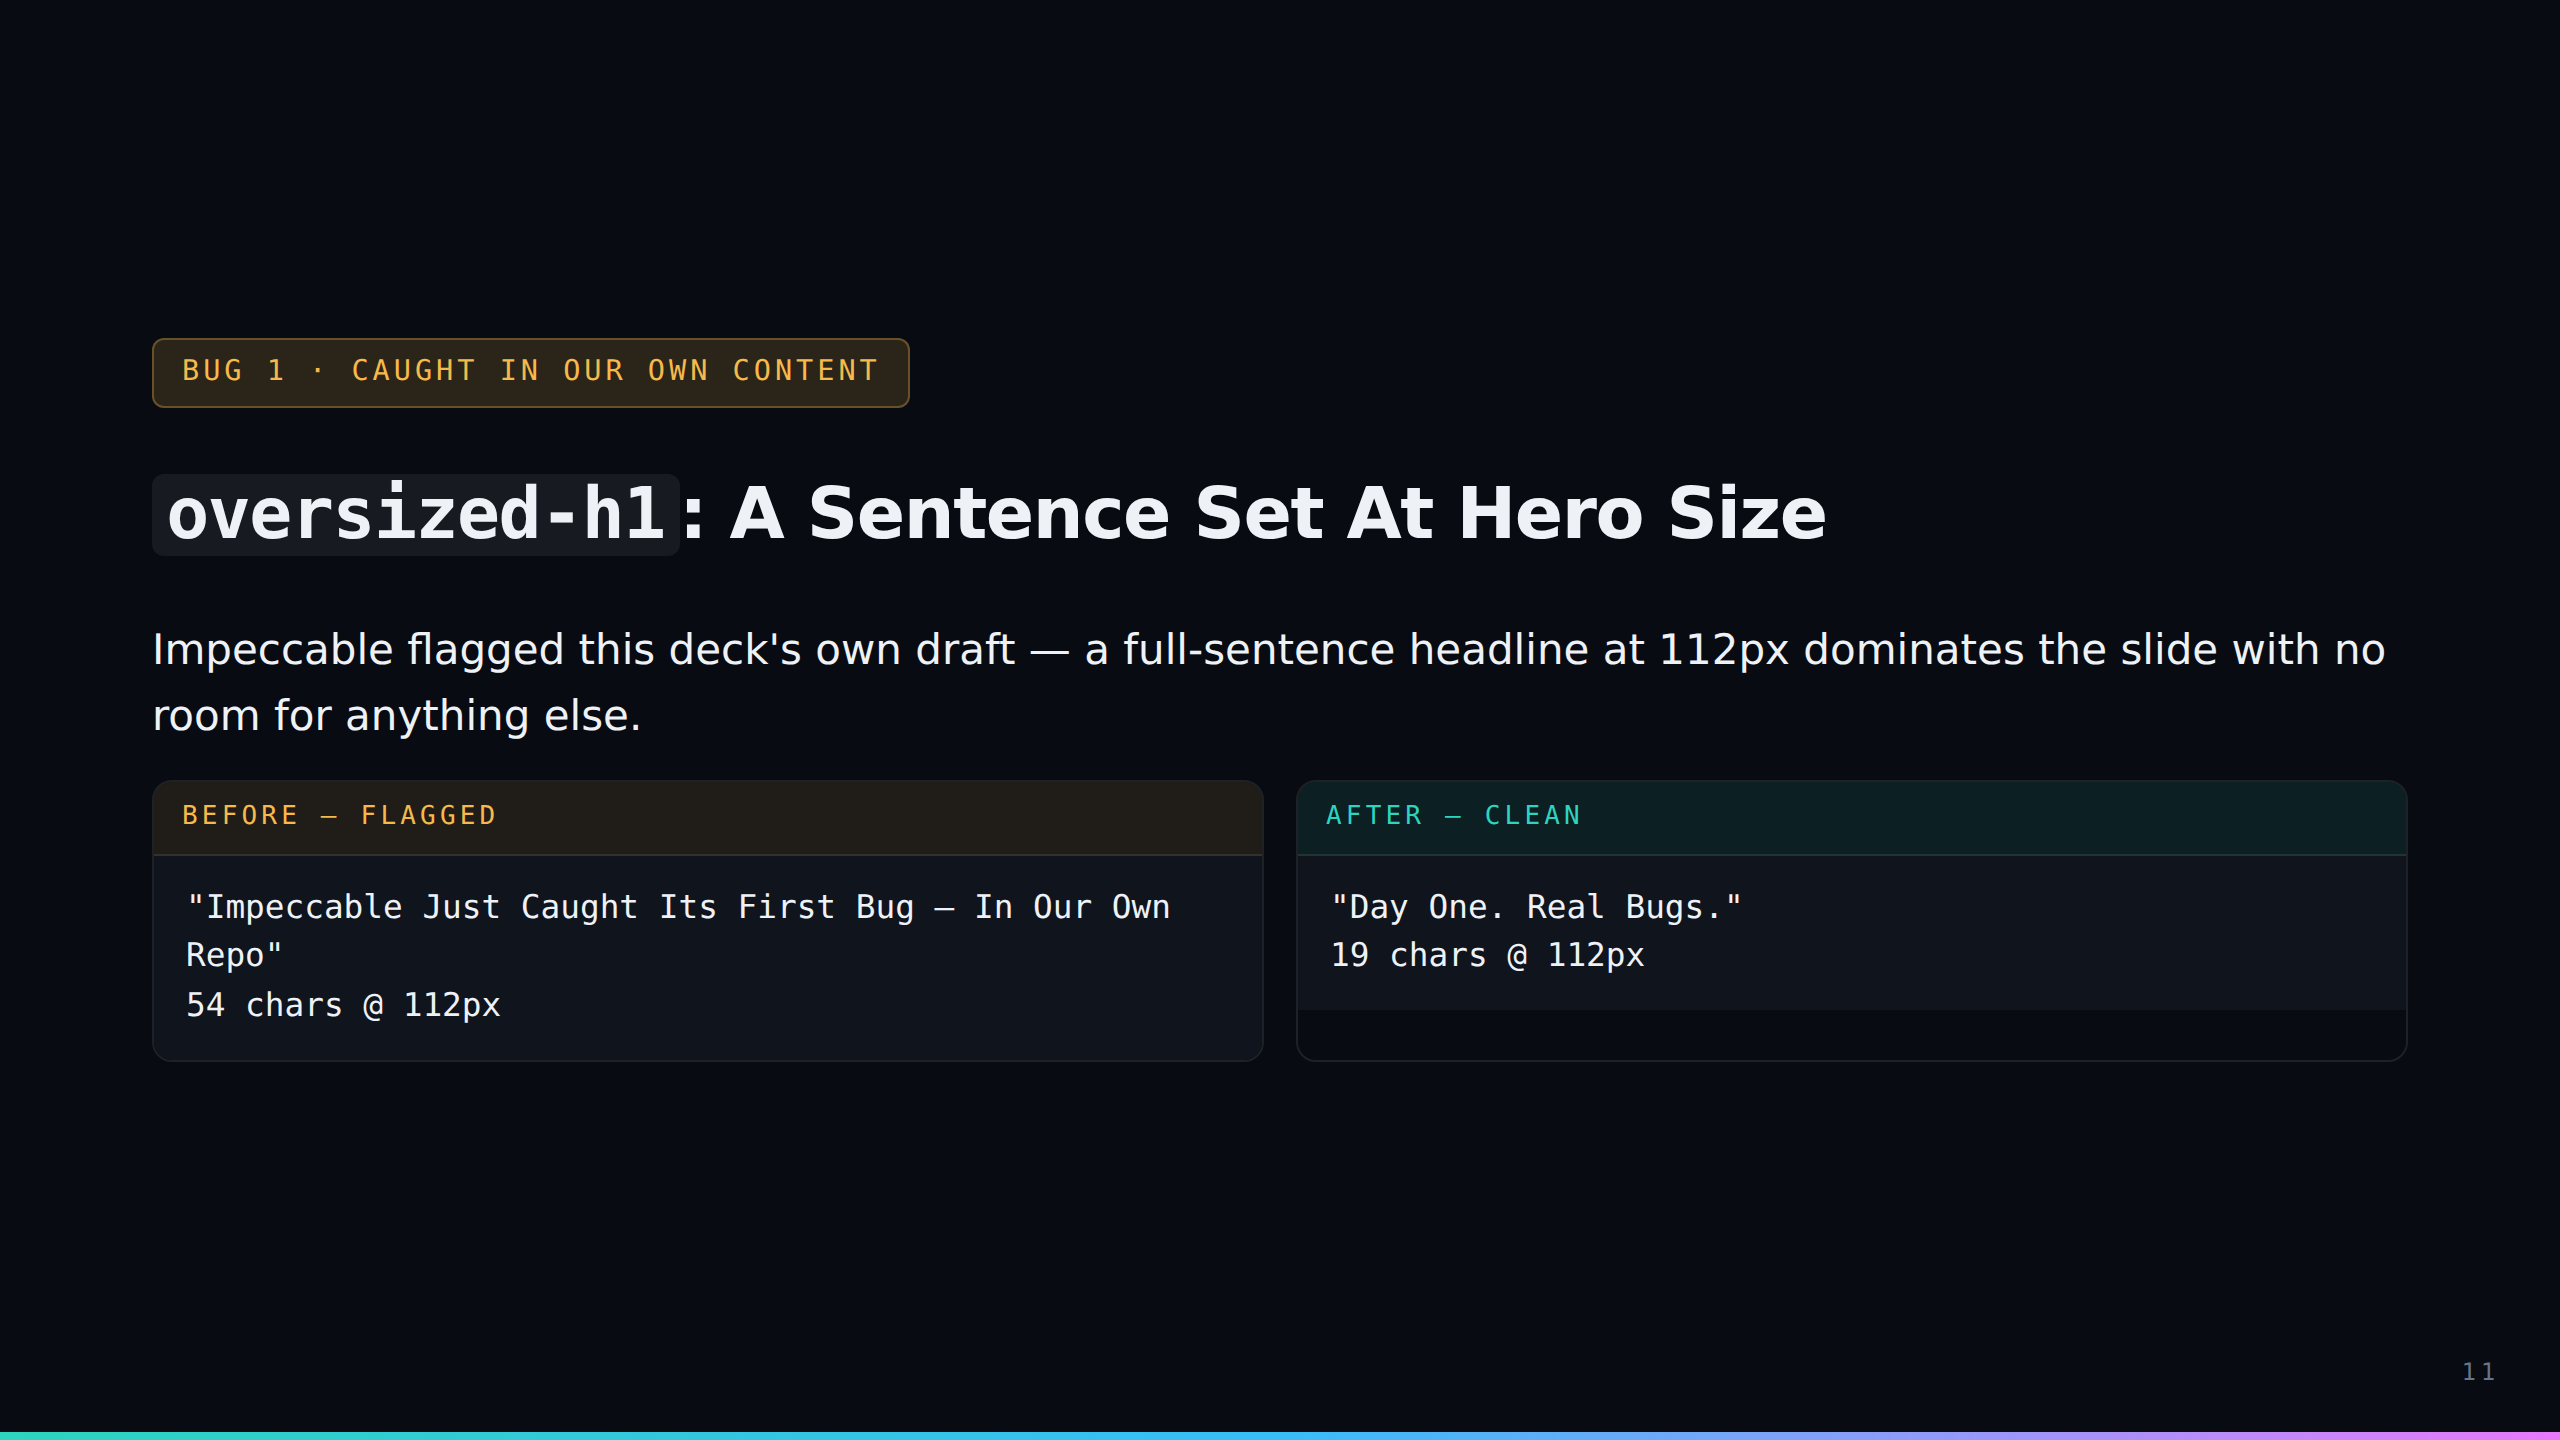 BUG 1 · CAUGHT IN OUR OWN CONTENT
oversized-h1: A Sentence Set At Hero Size
Impeccable flagged this deck's own draft — a full-sentence headline at 112px dominates the slide with no
room for anything else.
BEFORE — FLAGGED
"Impeccable Just Caught Its First Bug — In Our Own
Repo"
54 chars @ 112px
AFTER — CLEAN
"Day One. Real Bugs."
19 chars @ 112px
11